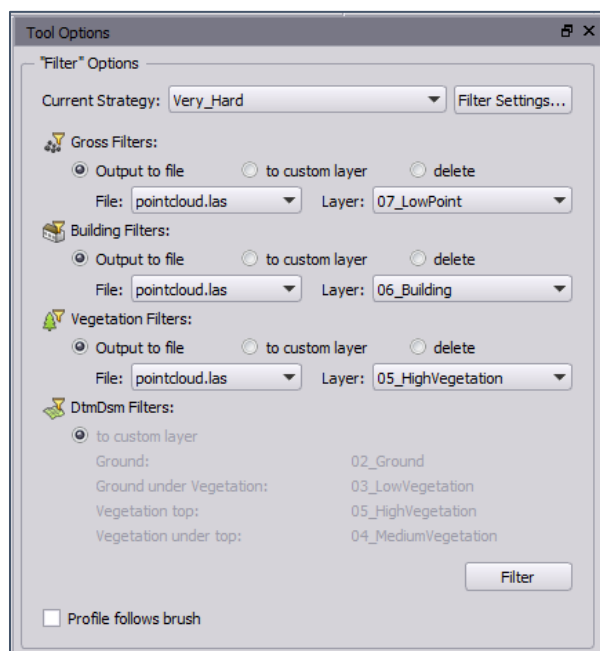 Tool Options
"Filter" Options
Current Strategy: Very_Hard Filter Settings...
Gross Filters:
Output to file to custom layer delete
File: pointcloud.las Layer: 07_LowPoint
Building Filters:
Output to file to custom layer delete
File: pointcloud.las Layer: 06_Building
Vegetation Filters:
Output to file to custom layer delete
File: pointcloud.las Layer: 05_HighVegetation
DtmDsm Filters:
to custom layer
Ground: 02_Ground
Ground under Vegetation: 03_LowVegetation
Vegetation top: 05_HighVegetation
Vegetation under top: 04_MediumVegetation
Filter
Profile follows brush